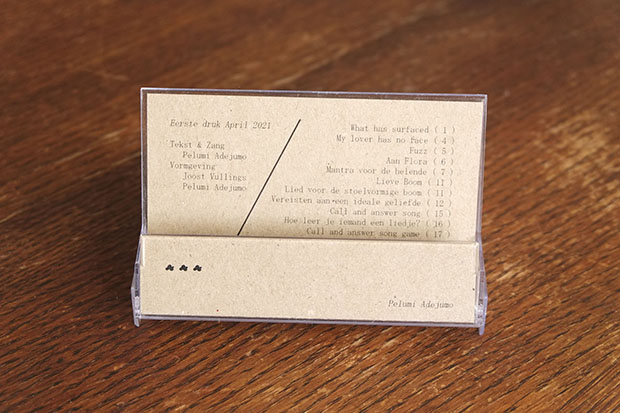 Eerste druk April 2021
Tekst & Zang
Pelumi Adejumo
Vormgeving
Joost Vullings
Pelumi Adejumo
What has surfaced ( 1 )
My lover has no face ( 4 )
Fuzz ( 5 )
Aan Flora ( 6 )
Mantra voor de helende ( 7 )
Lieve Boom ( 11 )
Lied voor de stoelvormige boom ( 11 )
Vereisten aan een ideale geliefde ( 12 )
Call and answer song ( 15 )
Hoe leer je iemand een liedje? ( 16 )
Call and answer song game ( 17 )
Pelumi Adejumo